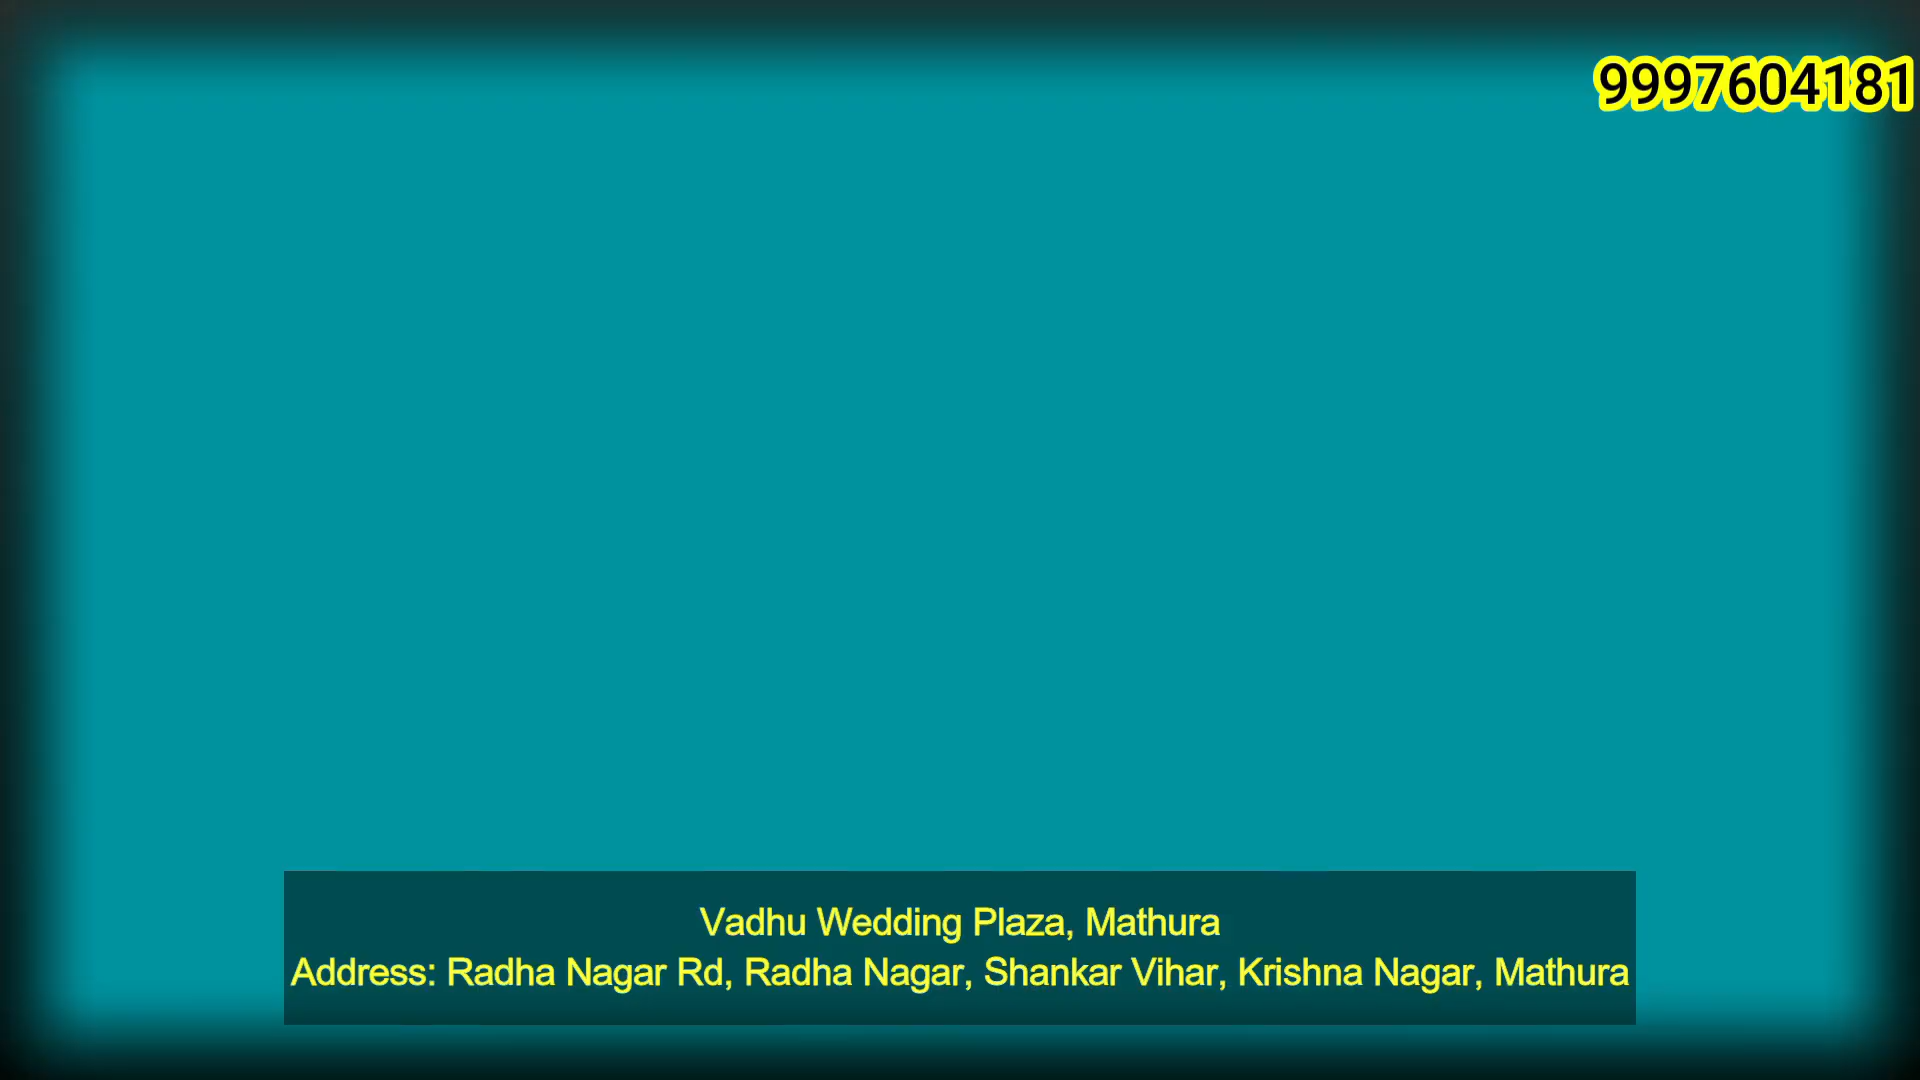 9997604181
Vadhu Wedding Plaza, Mathura
Address: Radha Nagar Rd, Radha Nagar, Shankar Vihar, Krishna Nagar, Mathura